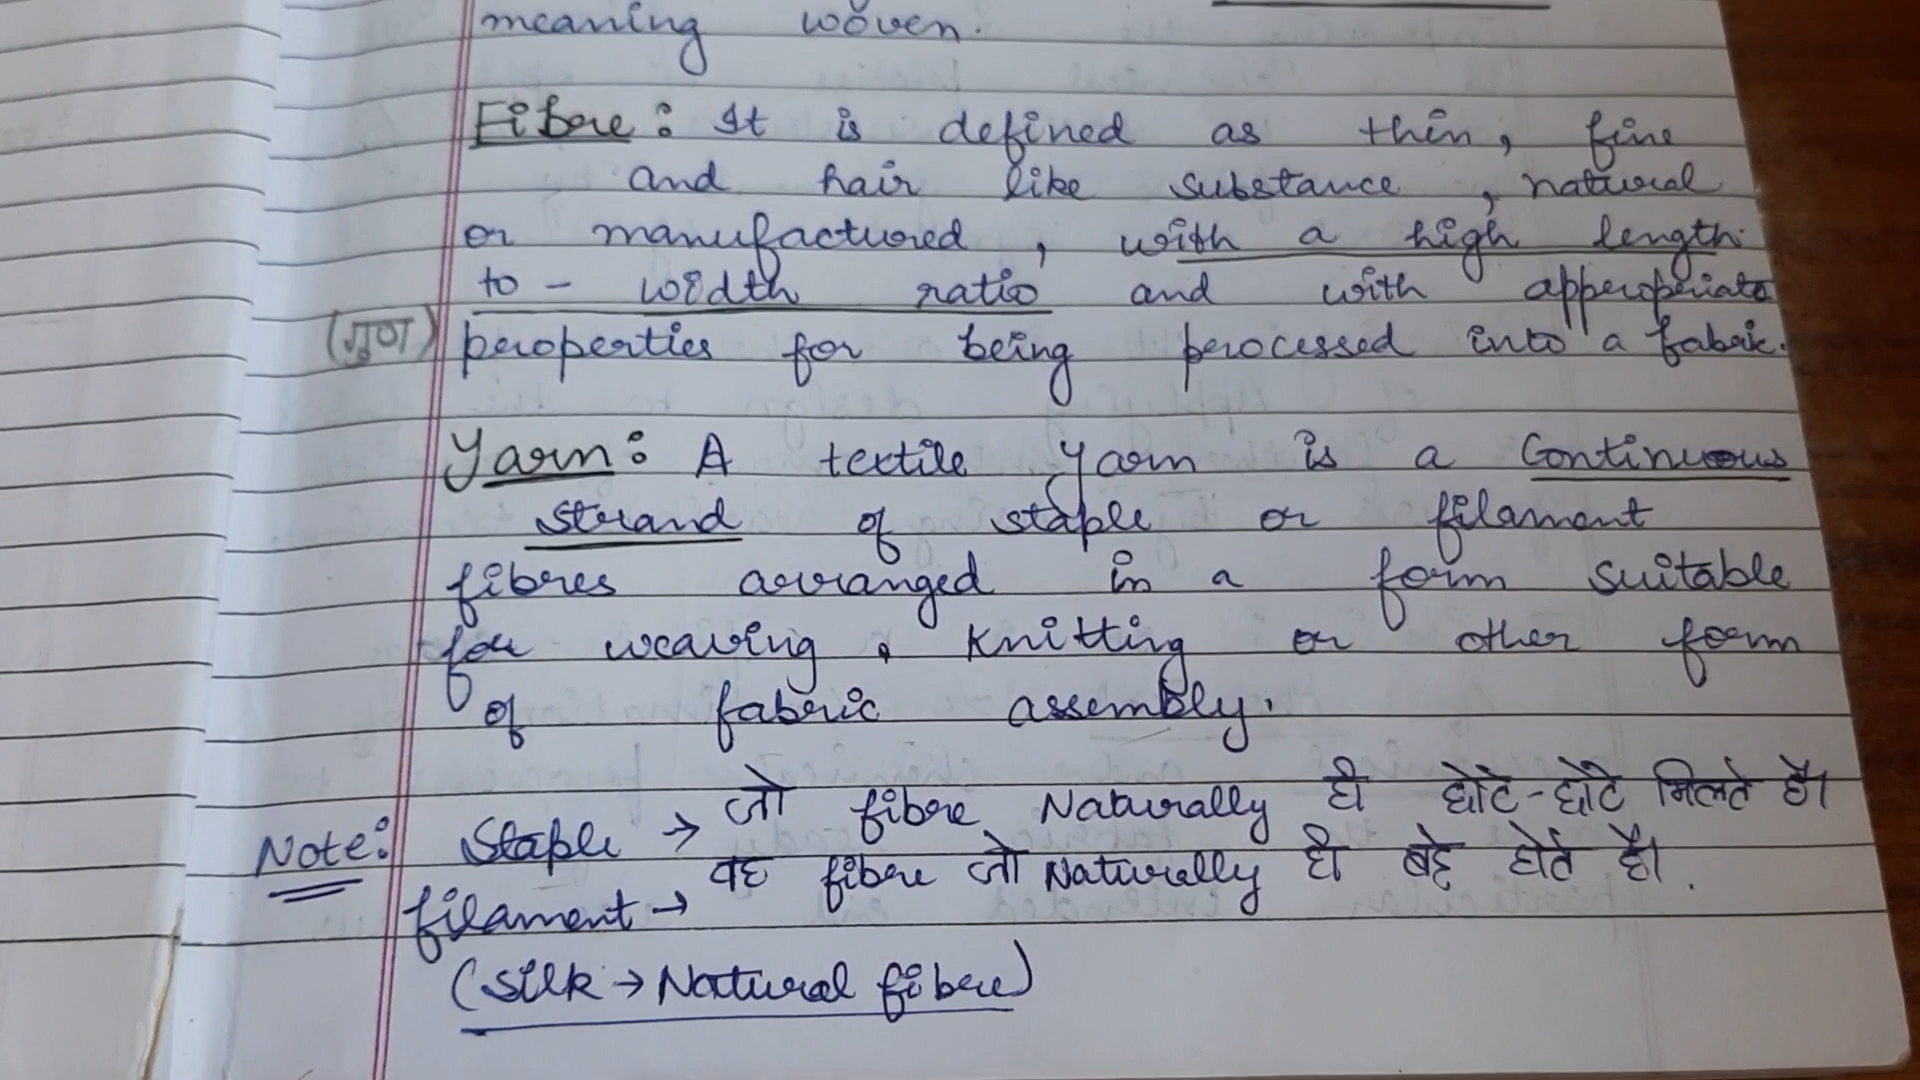 meaning woven.
Fibre: It is defined as thin, fine
and hair like substance, natural
or manufactured, with a high length
to - width ratio and with appropriate
(गुण) properties for being processed into a fabric.
Yarn: A textile yarn is a Continuous
strand of staple or filament
fibres arranged in a form suitable
for weaving, knitting or other form
of fabric assembly.
Note: Staple → जो fibre Naturally ही छोटे-छोटे मिलते हैं।
filament → वह fibre जो Naturally ही बड़े होते हैं।
(silk → Natural fibre)